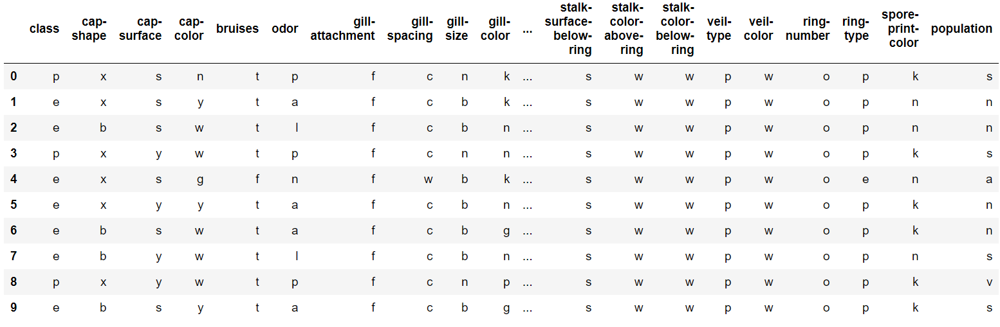 class cap-shape cap-surface cap-color bruises odor gill-attachment gill-spacing gill-size gill-color ... stalk-surface-below-ring stalk-color-above-ring stalk-color-below-ring veil-type veil-color ring-number ring-type spore-print-color population
0 p x s n t p f c n k ... s w w p w o p k s
1 e x s y t a f c b k ... s w w p w o p n n
2 e b s w t l f c b n ... s w w p w o p n n
3 p x y w t p f c n n ... s w w p w o p k s
4 e x s g f n f w b k ... s w w p w o e n a
5 e x y y t a f c b n ... s w w p w o p k n
6 e b s w t a f c b g ... s w w p w o p k n
7 e b y w t l f c b n ... s w w p w o p n s
8 p x y w t p f c n p ... s w w p w o p k v
9 e b s y t a f c b g ... s w w p w o p k s